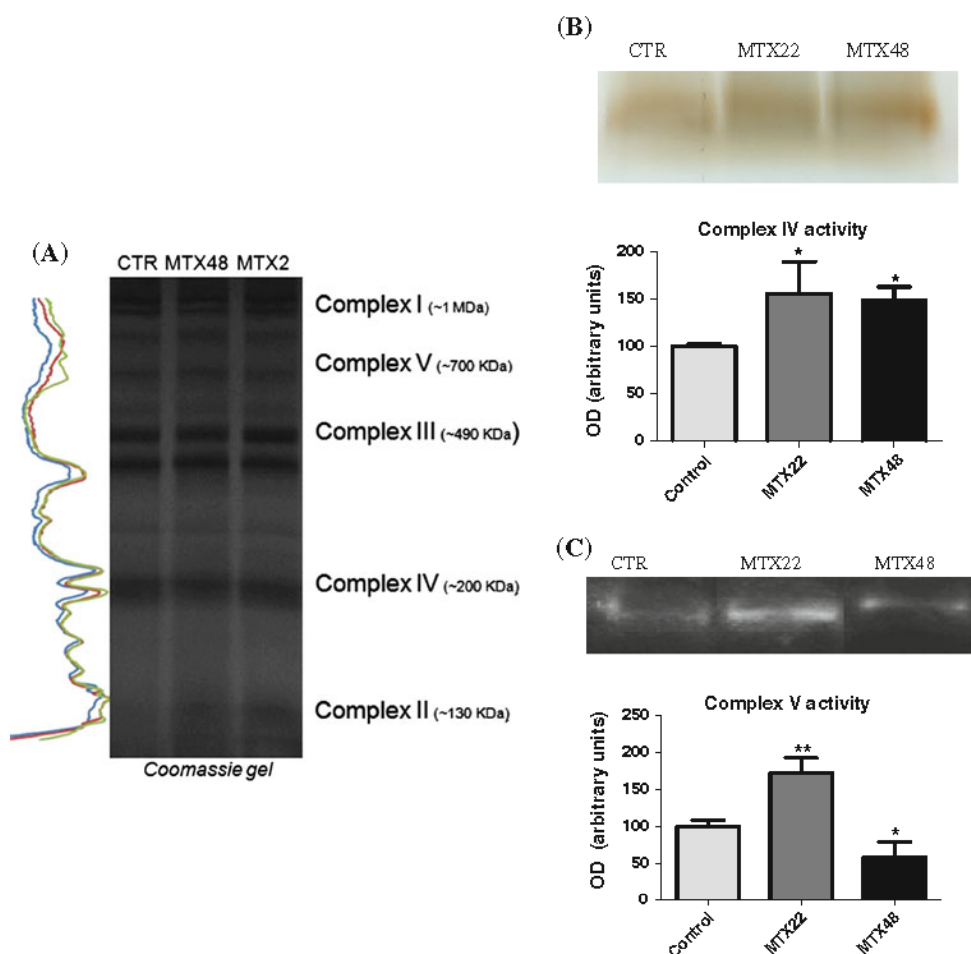 (A)
CTR MTX48 MTX2
Complex I (~1 MDa)
Complex V (~700 KDa)
Complex III (~490 KDa)
Complex IV (~200 KDa)
Complex II (~130 KDa)
Coomassie gel
(B)
CTR MTX22 MTX48
Complex IV activity
OD (arbitrary units)
200
150
100
50
0
*
*
Control
MTX22
MTX48
(C)
CTR MTX22 MTX48
Complex V activity
OD (arbitrary units)
250
200
150
100
50
0
**
*
Control
MTX22
MTX48